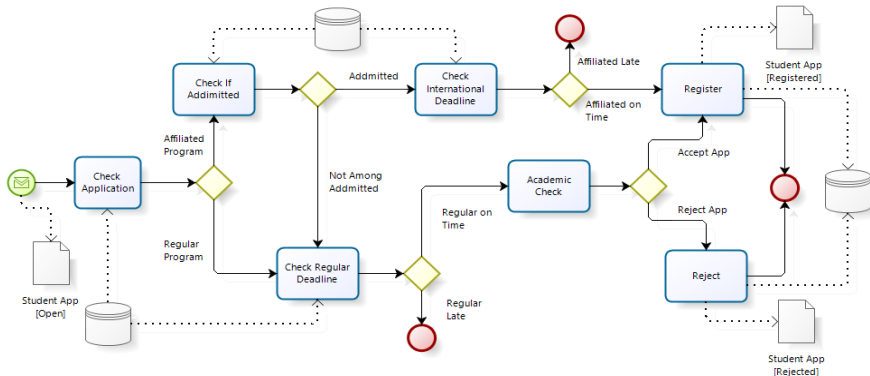 Check If
Addimitted
Addmitted
Check
International
Deadline
Affiliated Late
Affiliated on
Time
Register
Student App
[Registered]
Affiliated
Program
Not Among
Addmitted
Check
Application
Regular
Program
Student App
[Open]
Check Regular
Deadline
Regular on
Time
Regular
Late
Academic
Check
Accept App
Reject App
Reject
Student App
[Rejected]